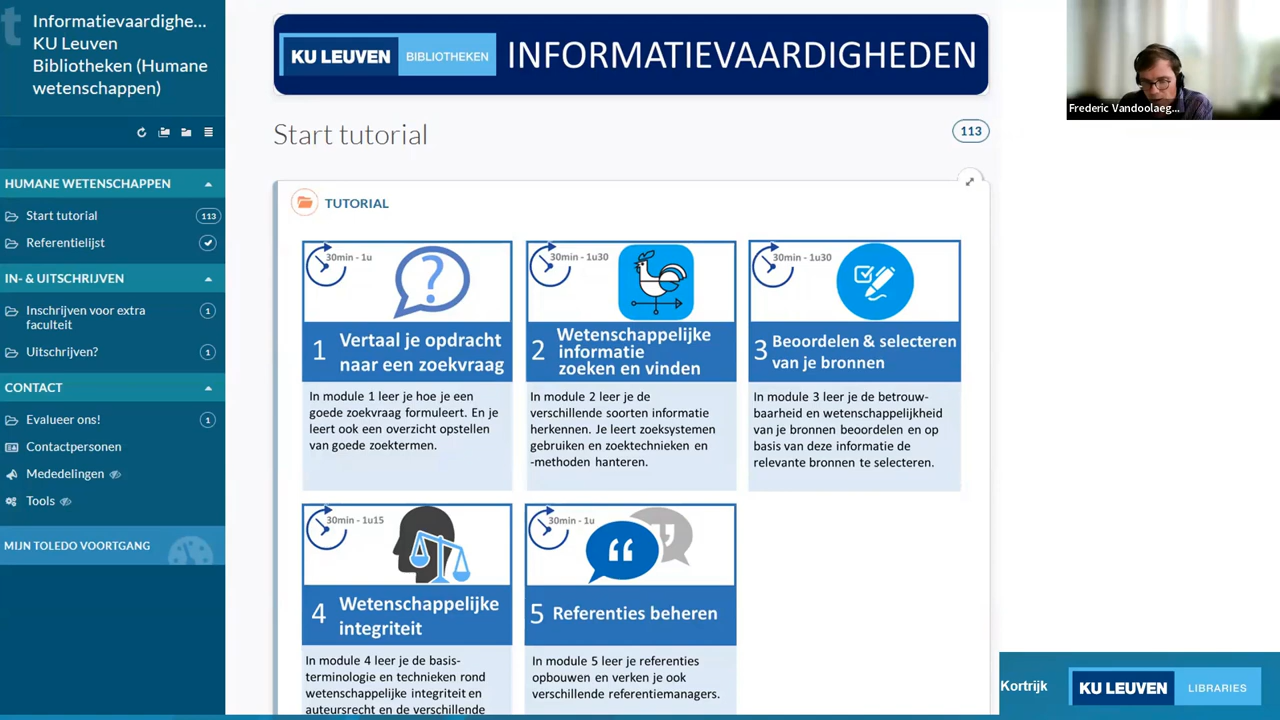 Informatievaardighe...
KU Leuven
Bibliotheken (Humane
wetenschappen)
HUMANE WETENSCHAPPEN
Start tutorial
113
Referentielijst
IN- & UITSCHRIJVEN
Inschrijven voor extra
faculteit
1
Uitschrijven?
1
CONTACT
Evalueer ons!
1
Contactpersonen
Mededelingen
Tools
MIJN TOLEDO VOORTGANG
KU LEUVEN BIBLIOTHEKEN INFORMATIEVAARDIGHEDEN
Start tutorial
113
TUTORIAL
30min - 1u
1 Vertaal je opdracht
naar een zoekvraag
In module 1 leer je hoe je een
goede zoekvraag formuleert. En je
leert ook een overzicht opstellen
van goede zoektermen.
30min - 1u30
2 Wetenschappelijke
informatie
zoeken en vinden
In module 2 leer je de
verschillende soorten informatie
herkennen. Je leert zoeksystemen
gebruiken en zoektechnieken en
-methoden hanteren.
30min - 1u30
3 Beoordelen & selecteren
van je bronnen
In module 3 leer je de betrouw-
baarheid en wetenschappelijkheid
van je bronnen beoordelen en op
basis van deze informatie de
relevante bronnen te selecteren.
30min - 1u15
4 Wetenschappelijke
integriteit
In module 4 leer je de basis-
terminologie en technieken rond
wetenschappelijke integriteit en
auteursrecht en de verschillende
30min - 1u
5 Referenties beheren
In module 5 leer je referenties
opbouwen en verken je ook
verschillende referentiemanagers.
Frederic Vandoolaeg...
Kortrijk
KU LEUVEN LIBRARIES